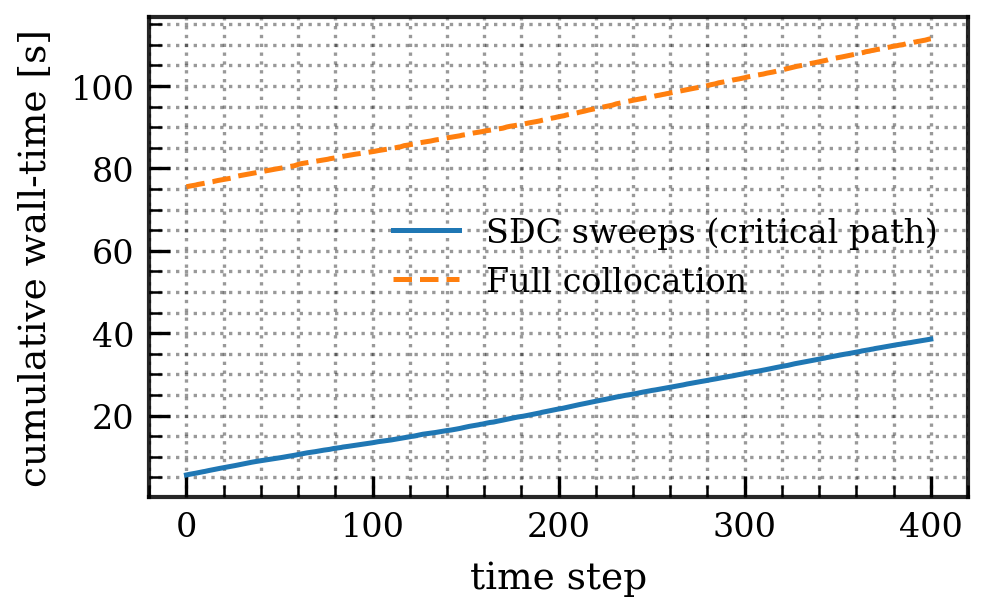 cumulative wall-time [s]
100
80
60
40
20
SDC sweeps (critical path)
Full collocation
0 100 200 300 400
time step